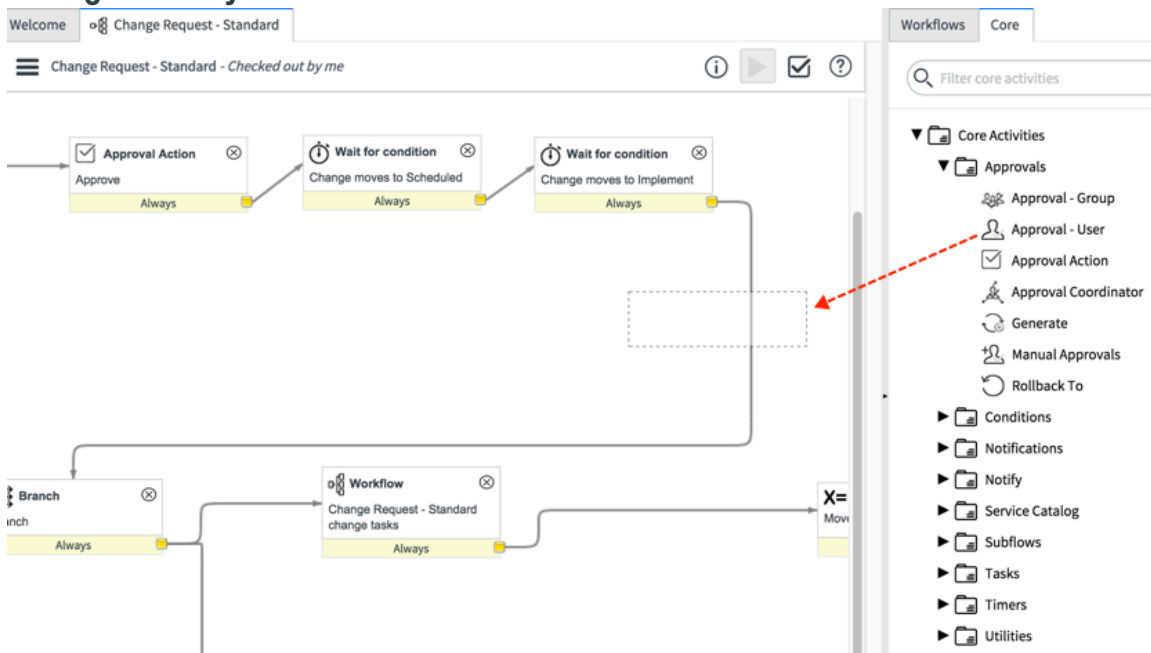 Welcome
Change Request - Standard
Workflows
Core
Change Request - Standard - Checked out by me
Filter core activities
Approval Action
Approve
Always
Wait for condition
Change moves to Scheduled
Always
Wait for condition
Change moves to Implement
Always
Core Activities
Approvals
Approval - Group
Approval - User
Approval Action
Approval Coordinator
Generate
Manual Approvals
Rollback To
Conditions
Notifications
Notify
Service Catalog
Subflows
Tasks
Timers
Utilities
Branch
Always
Workflow
Change Request - Standard
change tasks
Always
X=